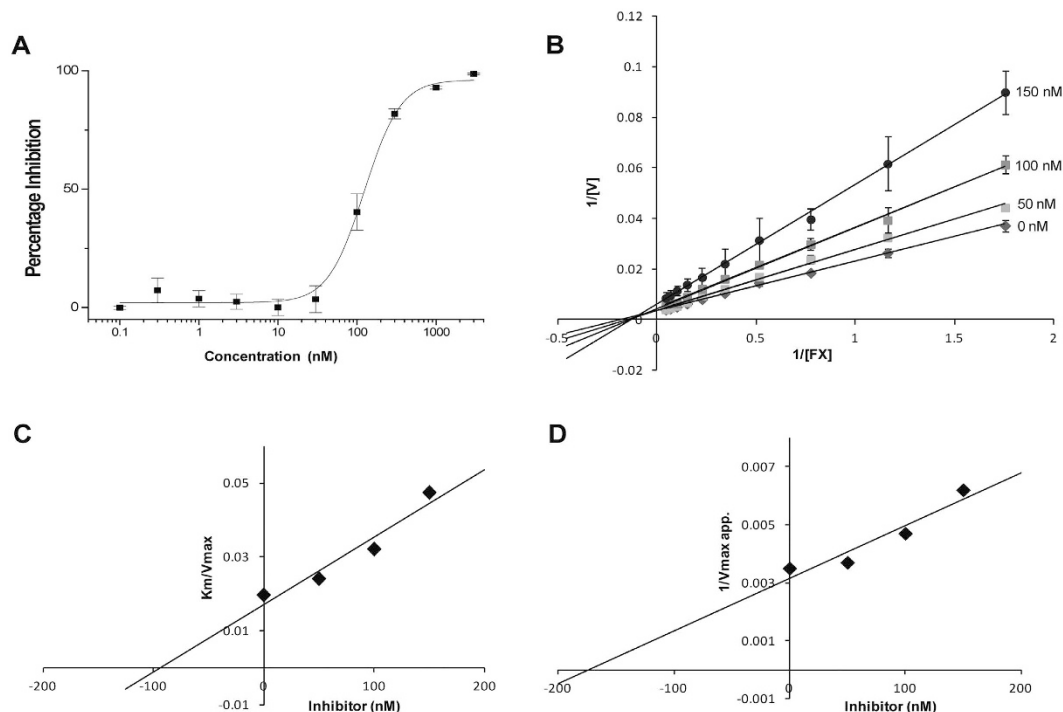 A
Percentage Inhibition
100
50
0
0.1 1 10 100 1000
Concentration (nM)
B
1/[V]
0.12
0.1
0.08
0.06
0.04
0.02
0
-0.02
-0.5 0 0.5 1 1.5 2
1/[FX]
150 nM
100 nM
50 nM
0 nM
C
Km/Vmax
0.05
0.03
0.01
-0.01
-200 -100 0 100 200
Inhibitor (nM)
D
1/Vmax app.
0.007
0.005
0.003
0.001
-0.001
-200 -100 0 100 200
Inhibitor (nM)